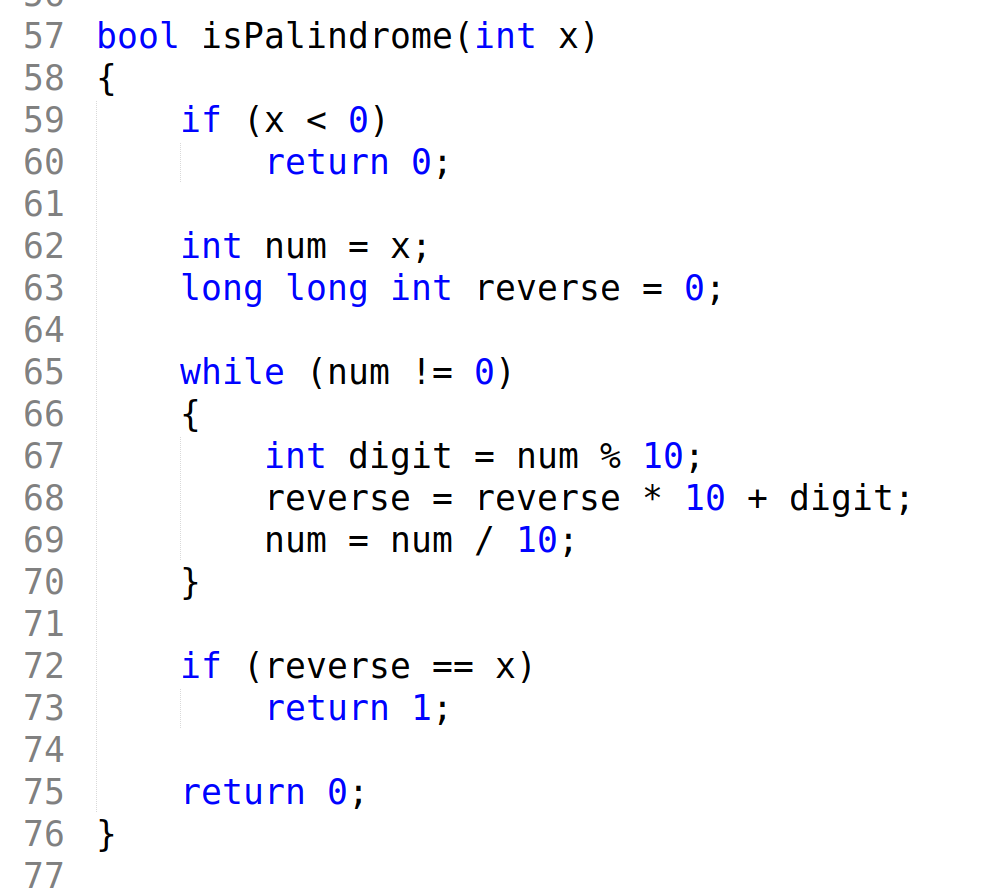 56
57 bool isPalindrome(int x)
58 {
59     if (x < 0)
60         return 0;
61
62     int num = x;
63     long long int reverse = 0;
64
65     while (num != 0)
66     {
67         int digit = num % 10;
68         reverse = reverse * 10 + digit;
69         num = num / 10;
70     }
71
72     if (reverse == x)
73         return 1;
74
75     return 0;
76 }
77